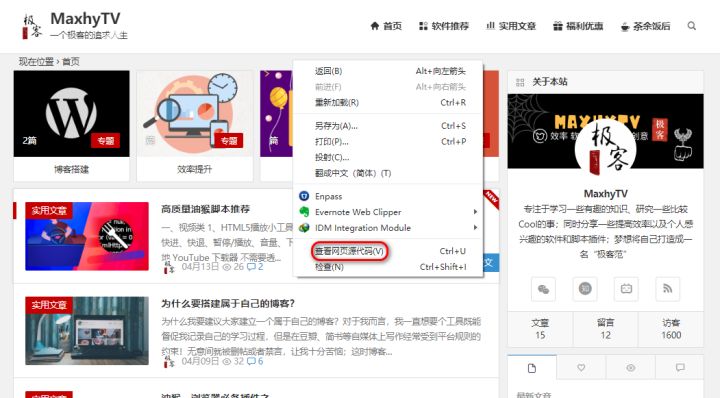 极客
MaxhyTV
一个极客的追求人生
首页
软件推荐
实用文章
福利优惠
茶余饭后
现在位置 › 首页
2篇
专题
博客搭建
专题
效率提升
专题
返回(B) Alt+向左箭头
前进(F) Alt+向右箭头
重新加载(R) Ctrl+R
另存为(A)... Ctrl+S
打印(P)... Ctrl+P
投射(C)...
翻成中文（简体）(T)
Enpass
Evernote Web Clipper
IDM Integration Module
查看网页源代码(V) Ctrl+U
检查(N) Ctrl+Shift+I
NEW
实用文章
高质量油猴脚本推荐
一、视频类 1、HTML5播放小工具
快进、快退、暂停/播放、音量、下
地 YouTube 下载器 不需要透...
04月13日 26 2
文
实用文章
为什么要搭建属于自己的博客?
为什么我要建议大家建立一个属于自己的博客? 对于我而言，我一直想要个工具既能
督促我记录自己的学习过程，但是在豆瓣、简书等自媒体上写作经常受到平台规则的
约束! 无意间就被删帖或者禁言，让我十分苦恼; 这时博客...
04月09日 32 6
实用文章
关于本站
MAXHYTV
效率 软
创意
极客
极客
MaxhyTV
专注于学习一些有趣的知识、研究一些比较
Cool的事；同时分享一些提高效率以及个人感
兴趣的软件和脚本插件；梦想将自己打造成一
名“极客范”
知
文章
15
留言
12
访客
1600
最新文章